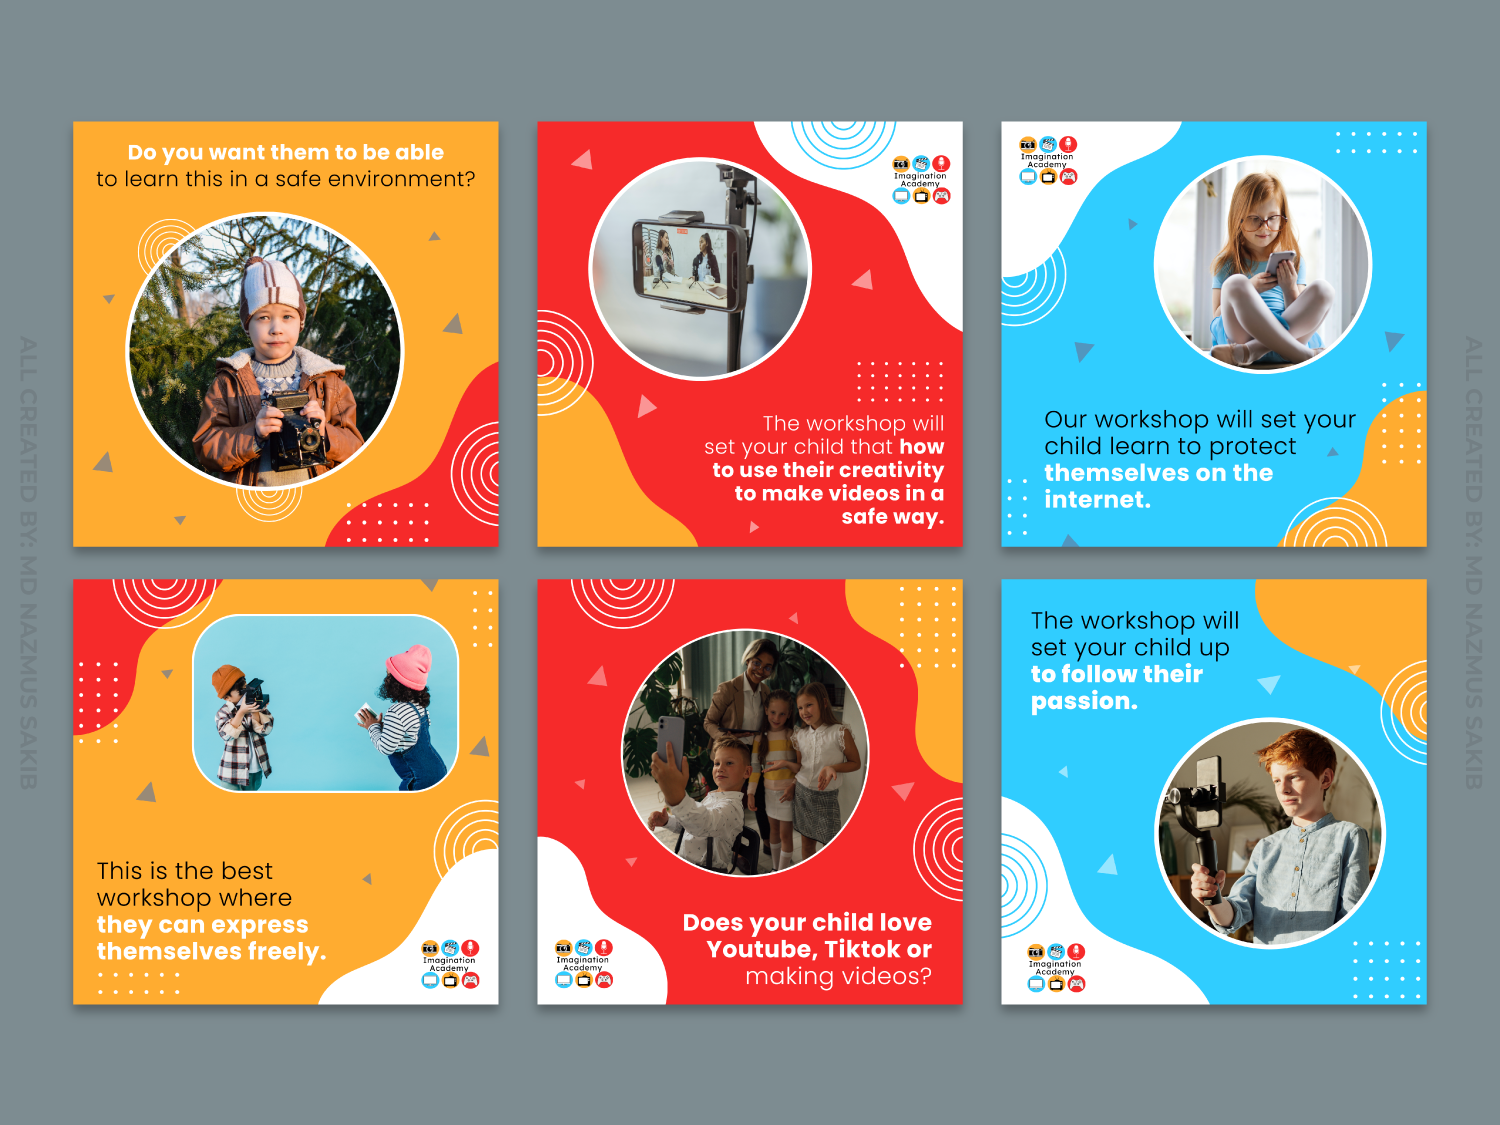 Do you want them to be able
to learn this in a safe environment?
Imagination
Academy
The workshop will
set your child that how
to use their creativity
to make videos in a
safe way.
Imagination
Academy
Our workshop will set your
child learn to protect
themselves on the
internet.
This is the best
workshop where
they can express
themselves freely.
Imagination
Academy
Does your child love
Youtube, Tiktok or
making videos?
Imagination
Academy
The workshop will
set your child up
to follow their
passion.
Imagination
Academy
ALL CREATED BY: MD NAZMUS SAKIB
ALL CREATED BY: MD NAZMUS SAKIB